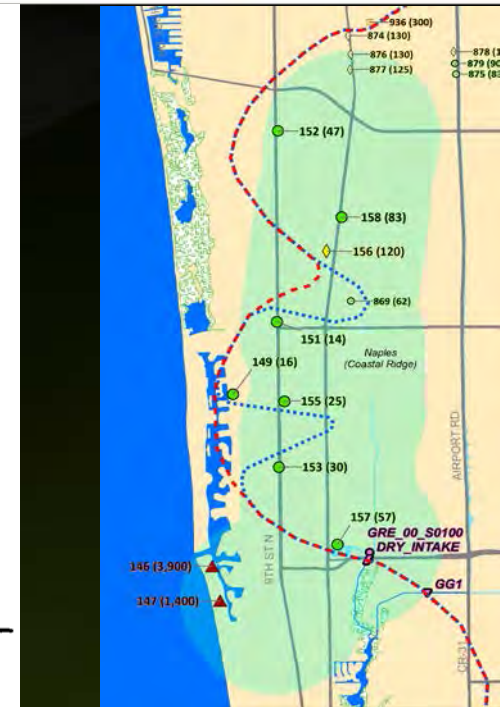 936 (300)
874 (130)
876 (130)
877 (125)
878 (1
879 (90
875 (83
152 (47)
158 (83)
156 (120)
869 (62)
151 (14)
Naples
(Coastal Ridge)
149 (16)
155 (25)
AIRPORT RD
153 (30)
157 (57)
GRE_00_S0100
DRY_INTAKE
9TH ST N
146 (3,900)
GG1
147 (1,400)
CR-31